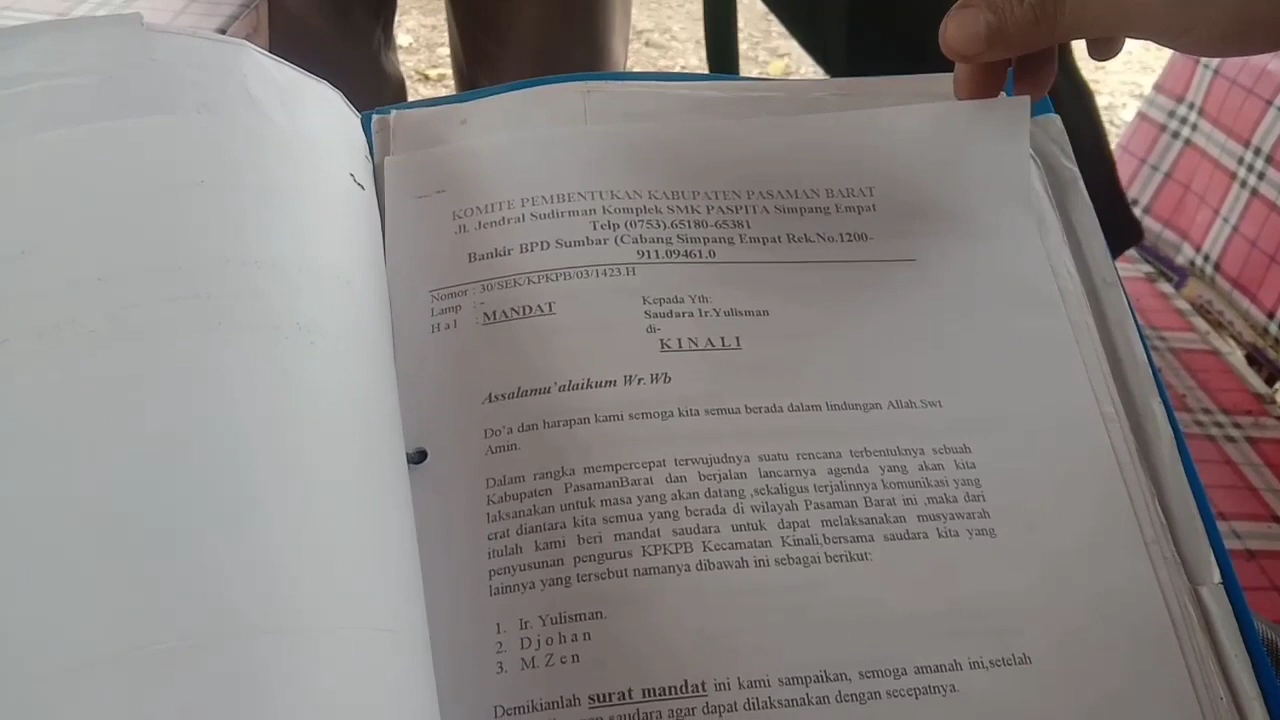 KOMITE PEMBENTUKAN KABUPATEN PASAMAN BARAT
Jl. Jendral Sudirman Komplek SMK PASPITA Simpang Empat
Telp (0753).65180-65381
Bankir BPD Sumbar (Cabang Simpang Empat Rek.No.1200-
911.09461.0
Nomor : 30/SEK/KPKPB/03/1423.H
Lamp : -
H a l : MANDAT
Kepada Yth:
Saudara Ir.Yulisman
di-
K I N A L I
Assalamu'alaikum Wr.Wb
Do'a dan harapan kami semoga kita semua berada dalam lindungan Allah.Swt
Amin.
Dalam rangka mempercepat terwujudnya suatu rencana terbentuknya sebuah
Kabupaten PasamanBarat dan berjalan lancarnya agenda yang akan kita
laksanakan untuk masa yang akan datang ,sekaligus terjalinnya komunikasi yang
erat diantara kita semua yang berada di wilayah Pasaman Barat ini ,maka dari
itulah kami beri mandat saudara untuk dapat melaksanakan musyawarah
penyusunan pengurus KPKPB Kecamatan Kinali,bersama saudara kita yang
lainnya yang tersebut namanya dibawah ini sebagai berikut:
1. Ir. Yulisman.
2. D j o h a n
3. M. Z e n
Demikianlah surat mandat ini kami sampaikan, semoga amanah ini,setelah
saudara agar dapat dilaksanakan dengan secepatnya.